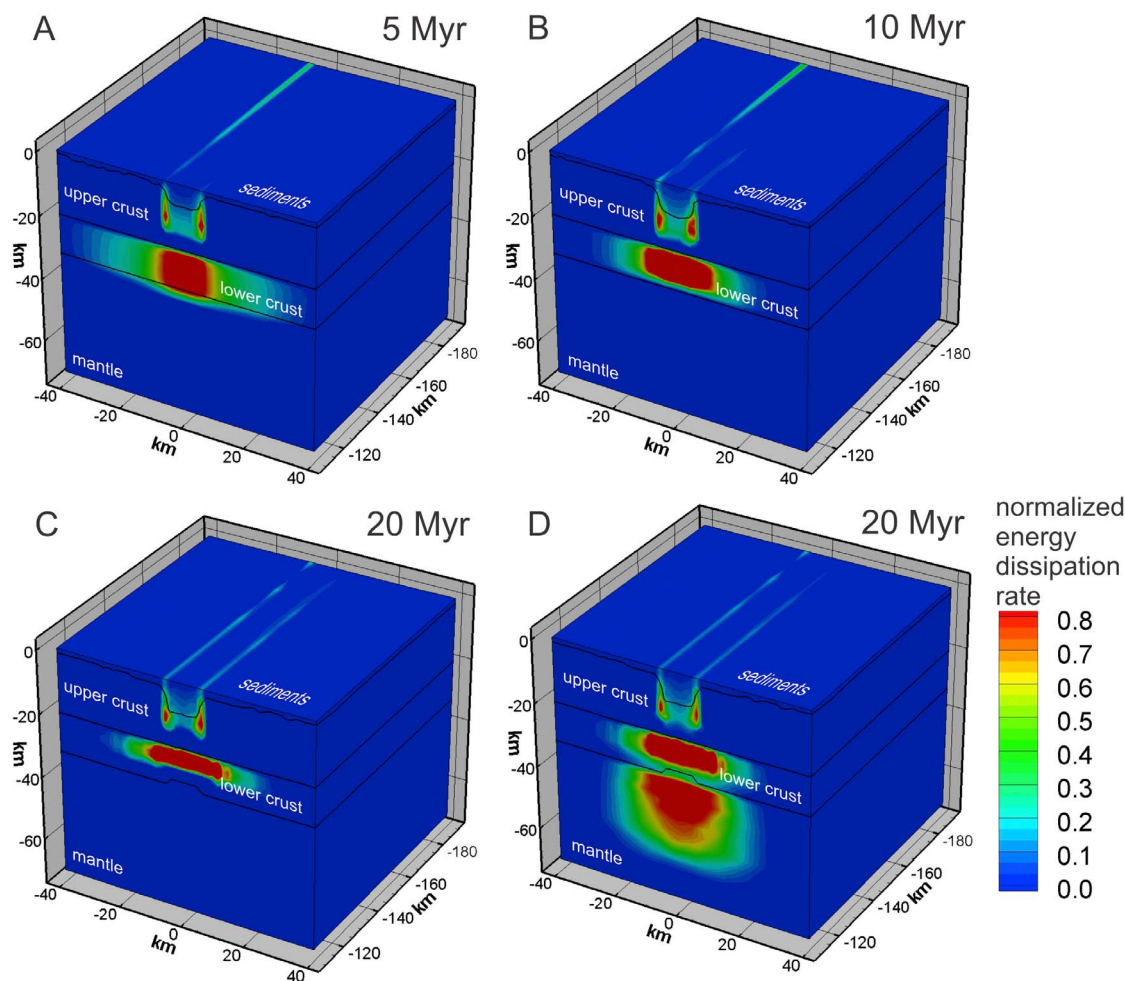 A
5 Myr
0
-20
-40
-60
km
upper crust
sediments
lower crust
mantle
-40
-20
0
20
40
km
-120
-140
-160
-180
km
B
10 Myr
0
-20
-40
-60
km
upper crust
sediments
lower crust
mantle
-40
-20
0
20
40
km
-120
-140
-160
-180
km
C
20 Myr
0
-20
-40
-60
km
upper crust
sediments
lower crust
mantle
-40
-20
0
20
40
km
-120
-140
-160
-180
km
D
20 Myr
0
-20
-40
-60
km
upper crust
sediments
lower crust
mantle
-40
-20
0
20
40
km
-120
-140
-160
-180
km
normalized
energy
dissipation
rate
0.8
0.7
0.6
0.5
0.4
0.3
0.2
0.1
0.0